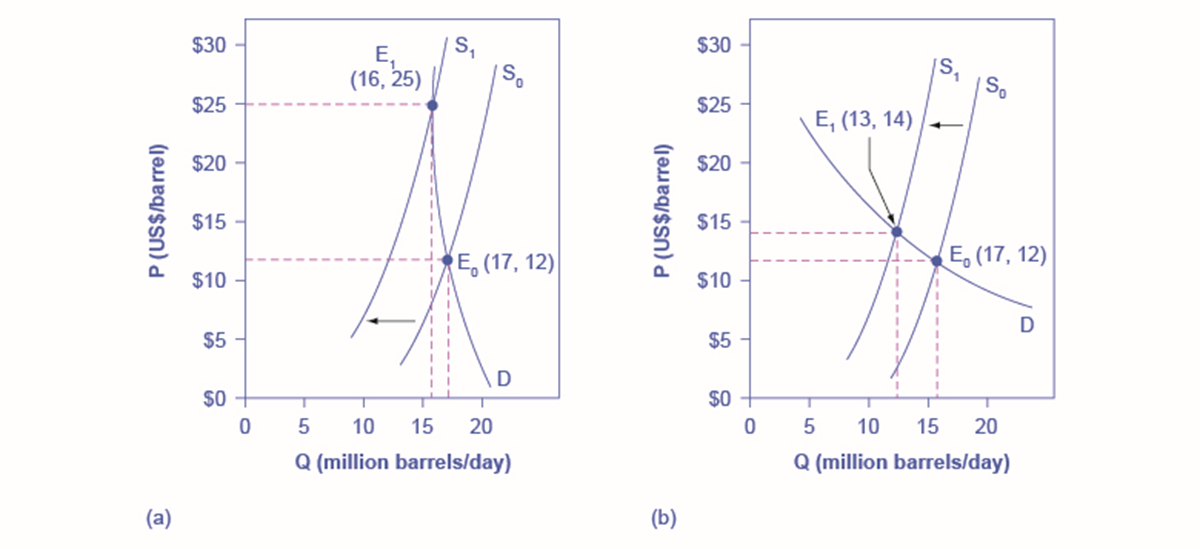 P (US$/barrel)
$30
$25
$20
$15
$10
$5
$0
E₁
(16, 25)
S₁
S₀
E₀ (17, 12)
D
0 5 10 15 20
Q (million barrels/day)
(a)
P (US$/barrel)
$30
$25
$20
$15
$10
$5
$0
S₁
S₀
E₁ (13, 14)
E₀ (17, 12)
D
0 5 10 15 20
Q (million barrels/day)
(b)